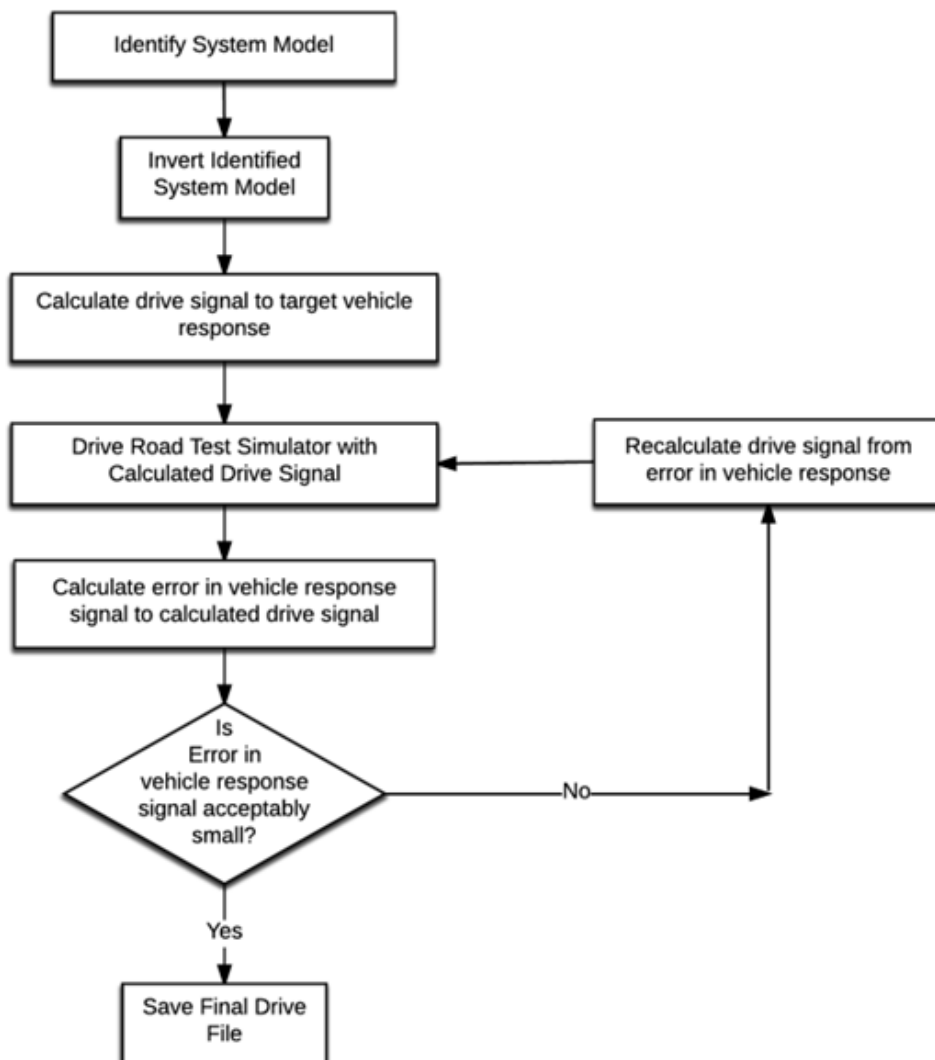 Identify System Model
Invert Identified
System Model
Calculate drive signal to target vehicle
response
Drive Road Test Simulator with
Calculated Drive Signal
Recalculate drive signal from
error in vehicle response
Calculate error in vehicle response
signal to calculated drive signal
Is
Error in
vehicle response
signal acceptably
small?
No
Yes
Save Final Drive
File